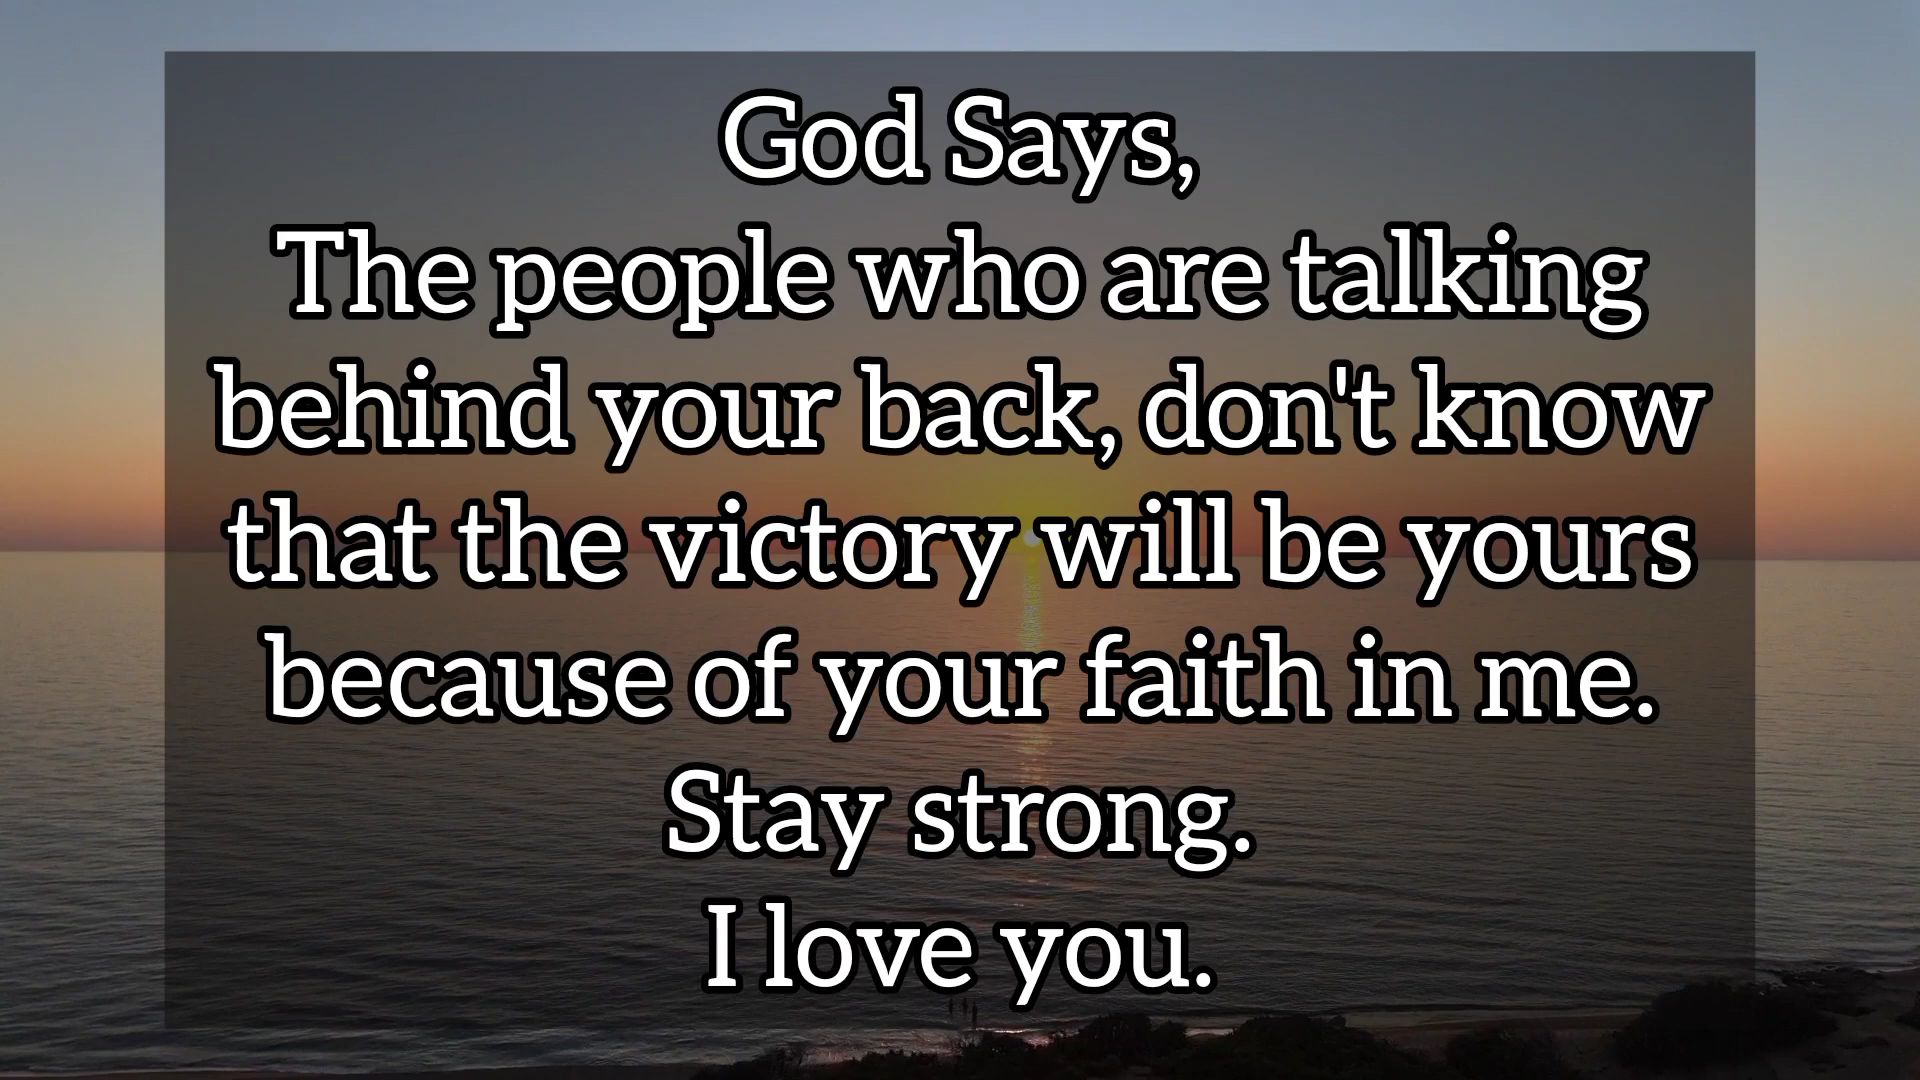 God Says,
The people who are talking
behind your back, don't know
that the victory will be yours
because of your faith in me.
Stay strong.
I love you.